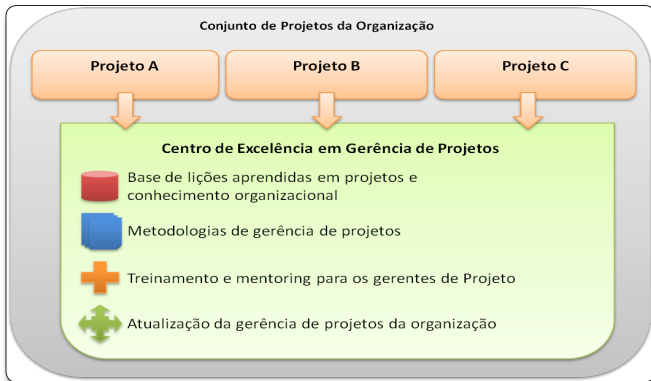 Conjunto de Projetos da Organização
Projeto A
Projeto B
Projeto C
Centro de Excelência em Gerência de Projetos
Base de lições aprendidas em projetos e
conhecimento organizacional
Metodologias de gerência de projetos
Treinamento e mentoring para os gerentes de Projeto
Atualização da gerência de projetos da organização